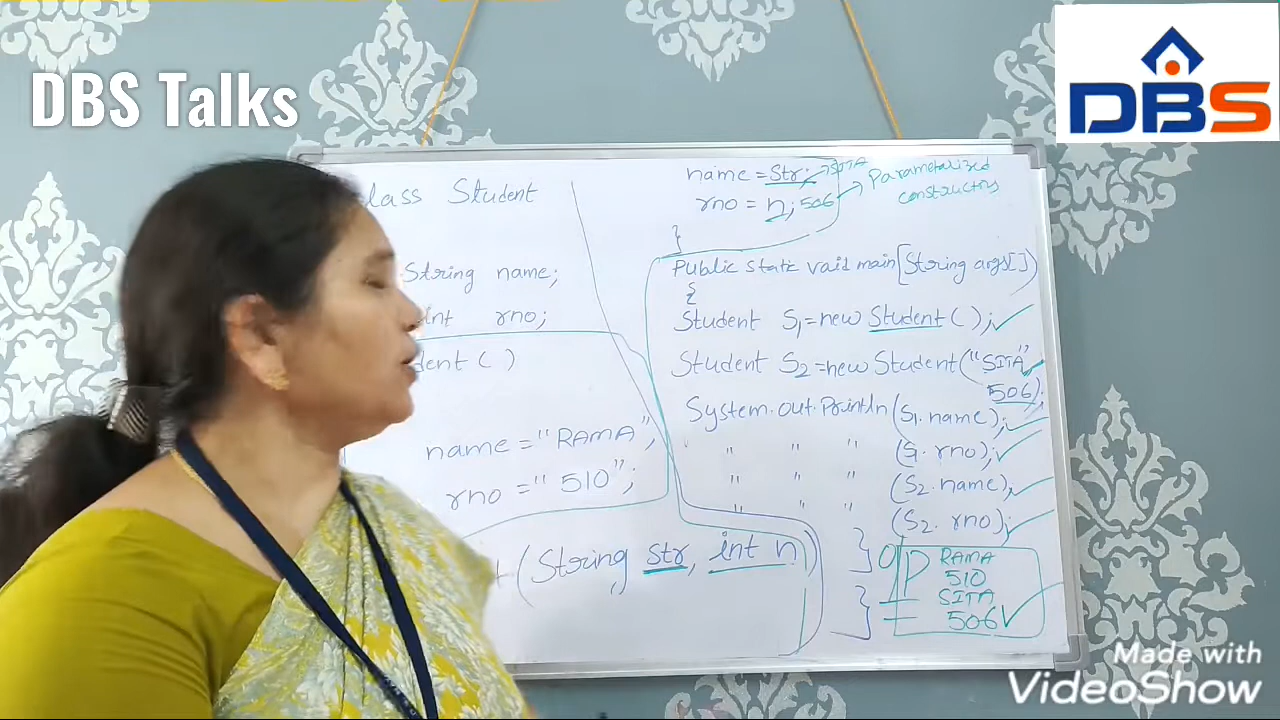 DBS Talks
DBS
class Student
String name;
int rno;
dent ( )
name = "RAMA";
rno = "510";
t (String str, int n
name = Str; → SITA
rno = n; 506 → Parametarized
constructors
}
Public static void main[String args[])
{
Student S1 = new Student ( );
Student S2 = new Student ("SITA"
506);
System.out.Println (S1.name);
" " " (S1. rno);
" " " (S2. name);
" " " (S2. rno);
}
}
O/P
RAMA
510
SITA
506
Made with
VideoShow